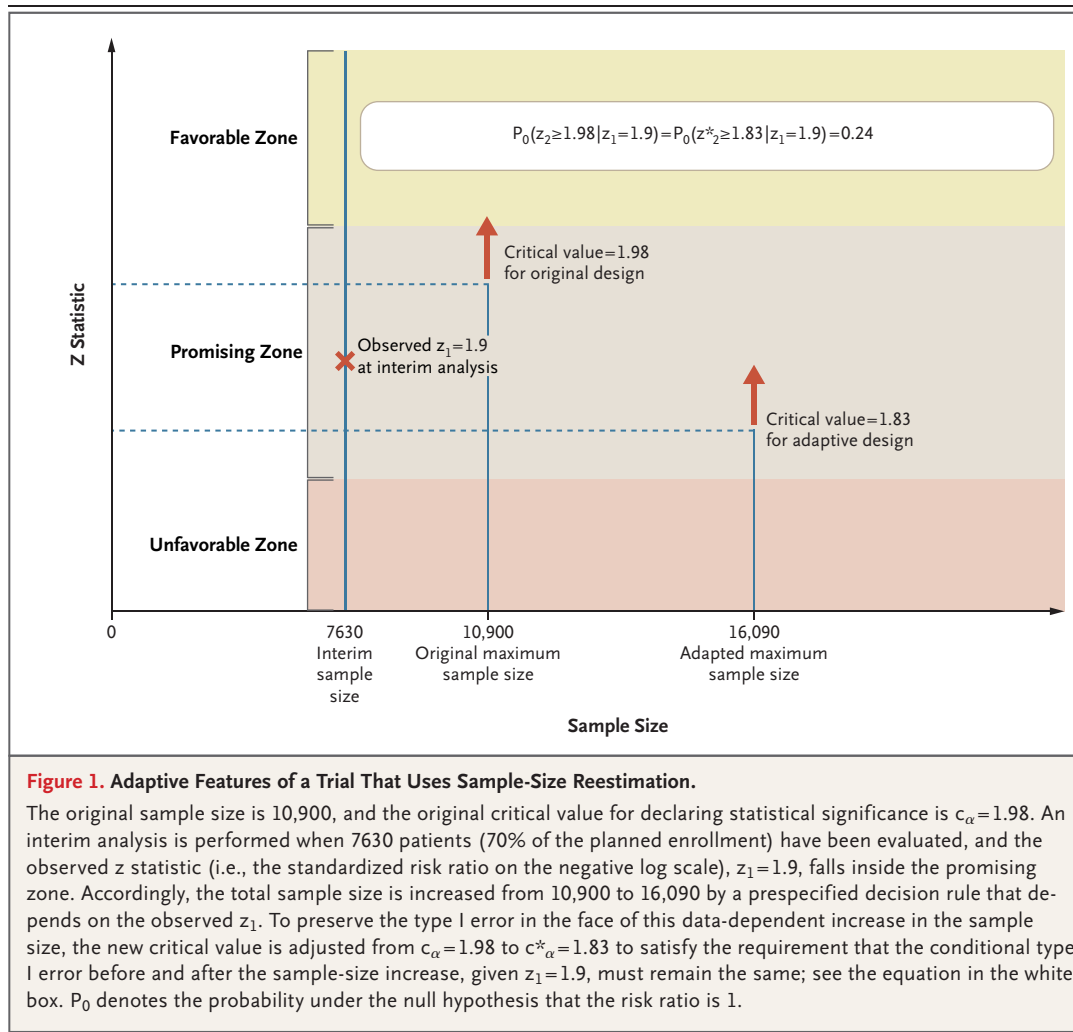 Favorable Zone
P₀(z₂≥1.98|z₁=1.9)=P₀(z*₂≥1.83|z₁=1.9)=0.24
Critical value=1.98
for original design
Z Statistic
Promising Zone
Observed z₁=1.9
at interim analysis
Critical value=1.83
for adaptive design
Unfavorable Zone
0
7630
Interim
sample
size
10,900
Original maximum
sample size
16,090
Adapted maximum
sample size
Sample Size
Figure 1. Adaptive Features of a Trial That Uses Sample-Size Reestimation.
The original sample size is 10,900, and the original critical value for declaring statistical significance is cα=1.98. An
interim analysis is performed when 7630 patients (70% of the planned enrollment) have been evaluated, and the
observed z statistic (i.e., the standardized risk ratio on the negative log scale), z₁=1.9, falls inside the promising
zone. Accordingly, the total sample size is increased from 10,900 to 16,090 by a prespecified decision rule that de-
pends on the observed z₁. To preserve the type I error in the face of this data-dependent increase in the sample
size, the new critical value is adjusted from cα=1.98 to c*α=1.83 to satisfy the requirement that the conditional type
I error before and after the sample-size increase, given z₁=1.9, must remain the same; see the equation in the white
box. P₀ denotes the probability under the null hypothesis that the risk ratio is 1.